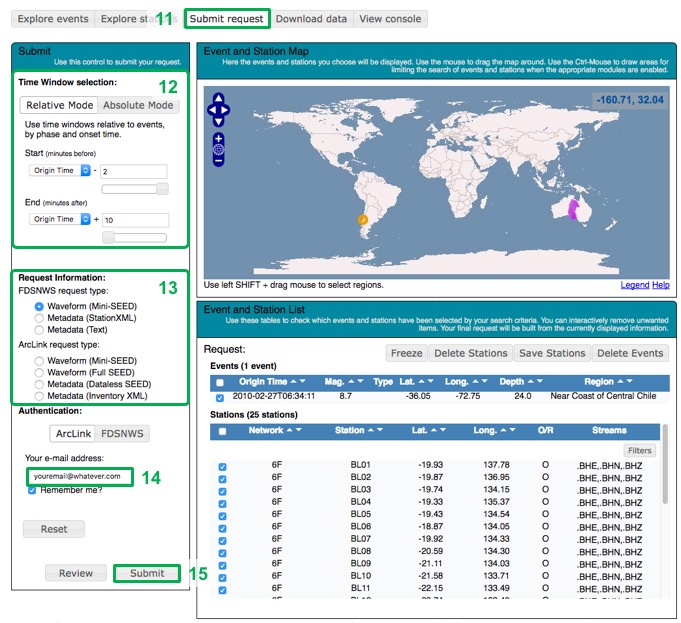 Explore events Explore st 11 Submit request Download data View console
Submit
Use this control to submit your request.
Time Window selection: 12
Relative Mode Absolute Mode
Use time windows relative to events,
by phase and onset time.
Start (minutes before)
Origin Time - 2
End (minutes after)
Origin Time + 10
Request Information: 13
FDSNWS request type:
Waveform (Mini-SEED)
Metadata (StationXML)
Metadata (Text)
ArcLink request type:
Waveform (Mini-SEED)
Waveform (Full SEED)
Metadata (Dataless SEED)
Metadata (Inventory XML)
Authentication:
ArcLink FDSNWS
Your e-mail address:
youremail@whatever.com 14
Remember me?
Reset
Review Submit 15
Event and Station Map
Here the events and stations you choose will be displayed. Use the mouse to drag the map around. Use the Ctrl-Mouse to draw areas for
limiting the search of events and stations when the appropriate modules are enabled.
-160.71, 32.04
Use left SHIFT + drag mouse to select regions. Legend Help
Event and Station List
Use these tables to check which events and stations have been selected by your search criteria. You can interactively remove unwanted
items. Your final request will be built from the currently displayed information.
Request: Freeze Delete Stations Save Stations Delete Events
Events (1 event)
Origin Time Mag. Type Lat. Long. Depth Region
2010-02-27T06:34:11 8.7 -36.05 -72.75 24.0 Near Coast of Central Chile
Stations (25 stations)
Network Station Lat. Long. O/R Streams
Filters
6F BL01 -19.93 137.78 O .BHE,.BHN,.BHZ
6F BL02 -19.87 136.95 O .BHE,.BHN,.BHZ
6F BL03 -19.74 134.15 O .BHE,.BHN,.BHZ
6F BL04 -19.33 135.37 O .BHE,.BHN,.BHZ
6F BL05 -19.43 134.54 O .BHE,.BHN,.BHZ
6F BL06 -18.87 134.05 O .BHE,.BHN,.BHZ
6F BL07 -19.92 134.33 O .BHE,.BHN,.BHZ
6F BL08 -20.59 134.30 O .BHE,.BHN,.BHZ
6F BL09 -21.11 134.03 O .BHE,.BHN,.BHZ
6F BL10 -21.58 133.71 O .BHE,.BHN,.BHZ
6F BL11 -22.15 133.49 O .BHE,.BHN,.BHZ